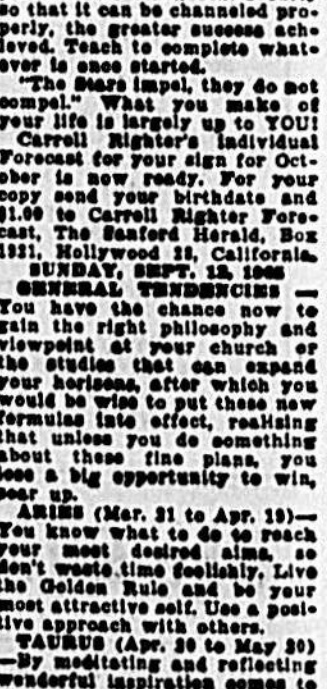 so that it can be channeled pro-
perly, the greater success ach-
ieved. Teach to complete what-
ever is once started.
"The Stars impel, they do not
compel." What you make of
your life is largely up to YOU!
Carroll Righter's Individual
Forecast for your sign for Oct-
ober is now ready. For your
copy send your birthdate and
$1.00 to Carroll Righter Fore-
cast, The Sanford Herald, Box
1921, Hollywood 28, California.
SUNDAY, SEPT. 12, 1965
GENERAL TENDENCIES —
You have the chance now to
gain the right philosophy and
viewpoint at your church or
the studies that can expand
your horizons, after which you
would be wise to put these new
formulas into effect, realizing
that unless you do something
about these fine plans, you
lose a big opportunity to win,
pear up.
ARIES (Mar. 21 to Apr. 19)—
You know what to do to reach
your most desired aims, so
don't waste time foolishly. Live
the Golden Rule and be your
most attractive self. Use a posi-
tive approach with others.
TAURUS (Apr. 20 to May 20)
—By meditating and reflecting
wonderful inspiration comes to